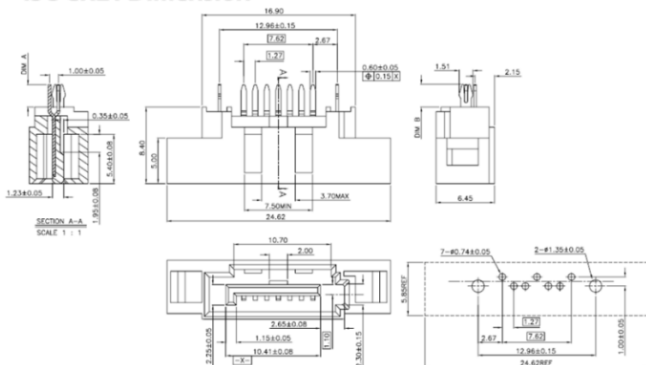 16.90
12.96±0.15
7.62
2.67
1.27
0.60±0.05
0.15 X
DIM A
1.00±0.05
0.35±0.05
5.40±0.08
1.23±0.05
1.95±0.08
SECTION A-A
SCALE 1 : 1
A
A
8.40
5.00
3.70MAX
7.50MIN
24.62
1.51
2.15
DIM B
6.45
10.70
2.00
2.65±0.08
1.15±0.05
10.41±0.08
2.25±0.05
-X-
1.10
1.30±0.15
7-ø0.74±0.05
2-ø1.35±0.05
5.85REF
1.27
2.67
7.62
12.96±0.15
24.62REF
1.00±0.05